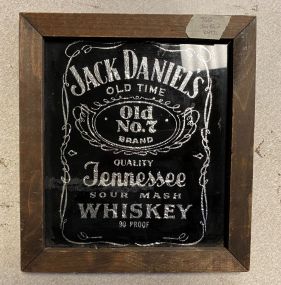 JACK DANIEL'S
OLD TIME
Old
No.7
BRAND
QUALITY
Tennessee
SOUR MASH
WHISKEY
90 PROOF